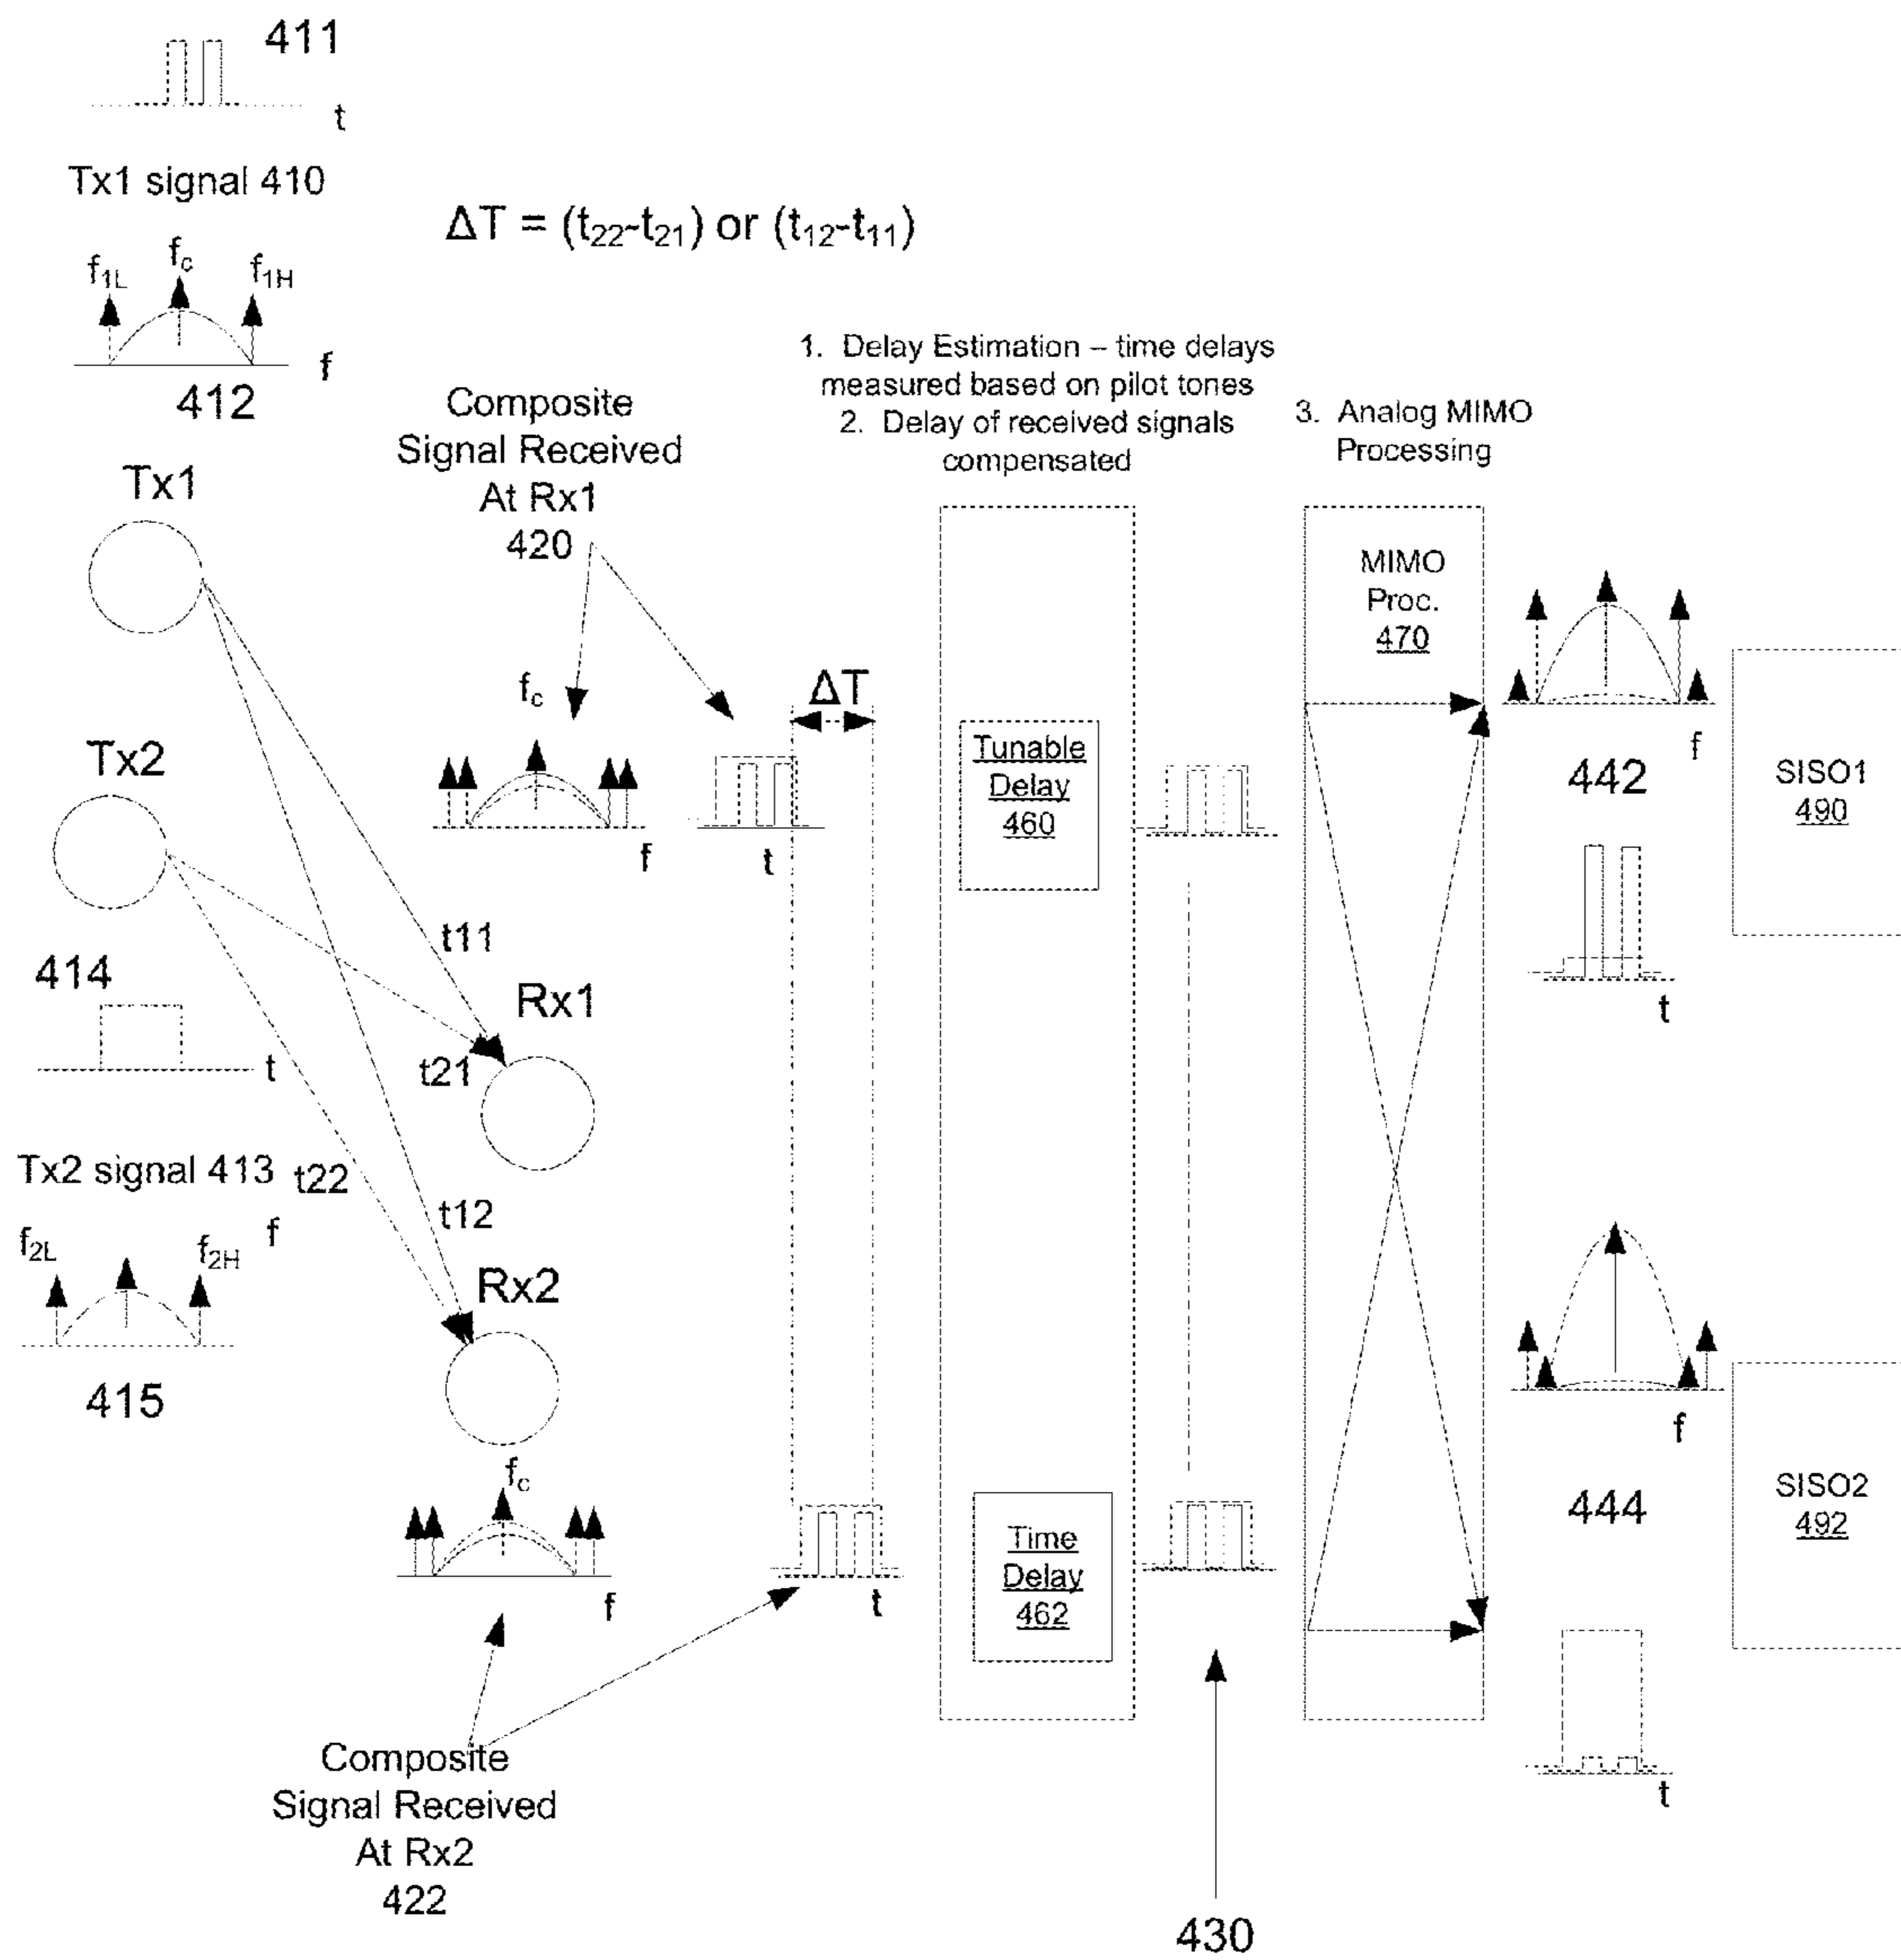 411
t
Tx1 signal 410
ΔT = (t22-t21) or (t12-t11)
f1L
fc
f1H
f
412
1. Delay Estimation – time delays
measured based on pilot tones
2. Delay of received signals
compensated
3. Analog MIMO
Processing
Composite
Signal Received
At Rx1
420
Tx1
MIMO
Proc.
470
fc
ΔT
f
442
SISO1
490
Tx2
Tunable
Delay
460
f
t
t11
414
t
Rx1
t21
t
Tx2 signal 413
t22
t12
f
f2L
f2H
415
Rx2
fc
f
t
f
444
SISO2
492
Time
Delay
462
t
Composite
Signal Received
At Rx2
422
430